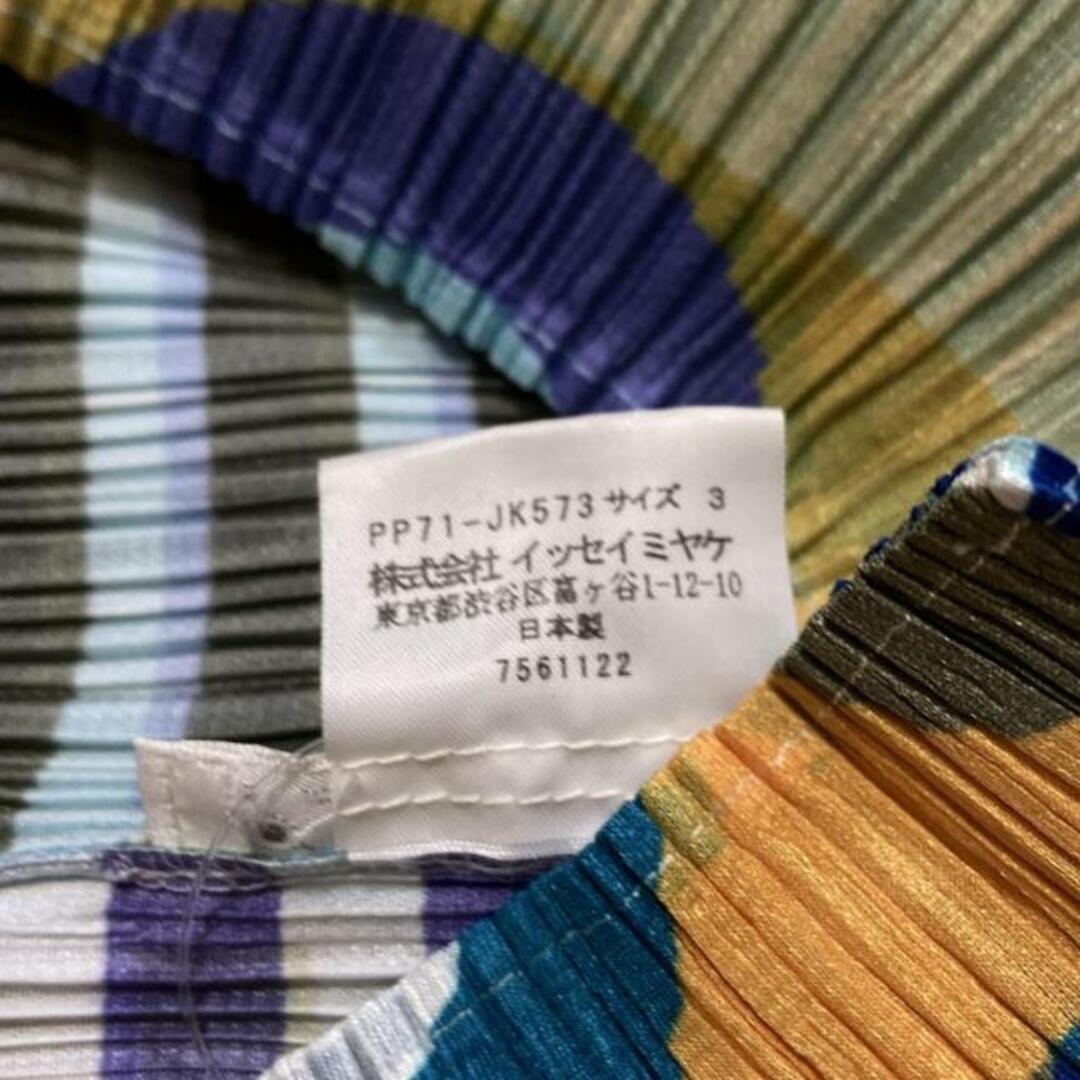 PP71-JK573 サイズ 3
株式会社 イッセイミヤケ
東京都渋谷区富ヶ谷1-12-10
日本製
7561122